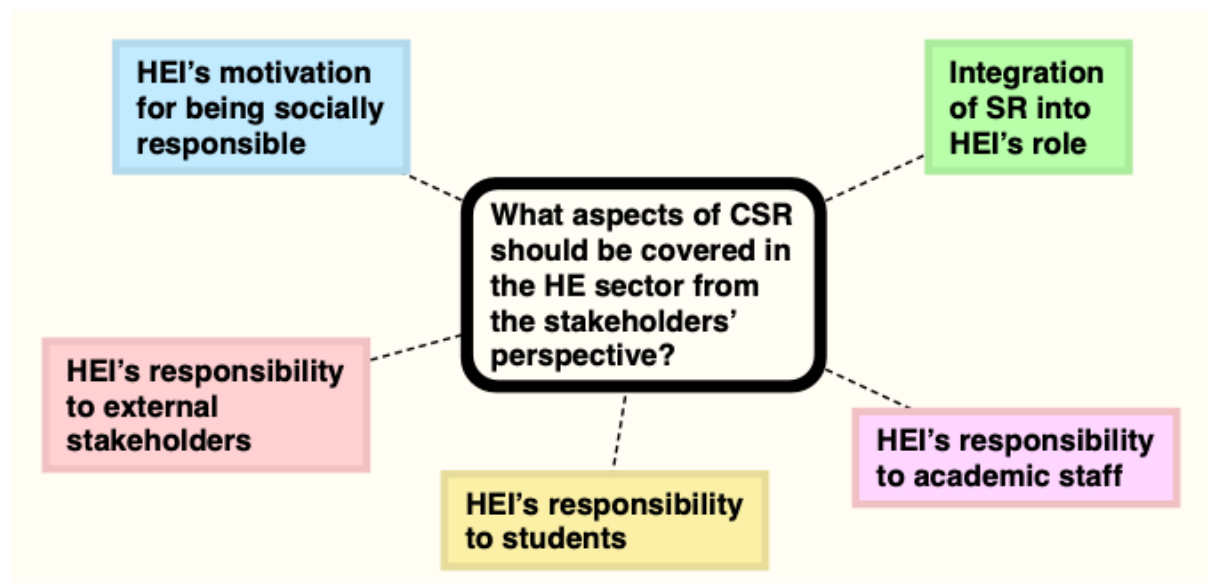 HEI’s motivation
for being socially
responsible
Integration
of SR into
HEI’s role
What aspects of CSR
should be covered in
the HE sector from
the stakeholders’
perspective?
HEI’s responsibility
to external
stakeholders
HEI’s responsibility
to academic staff
HEI’s responsibility
to students